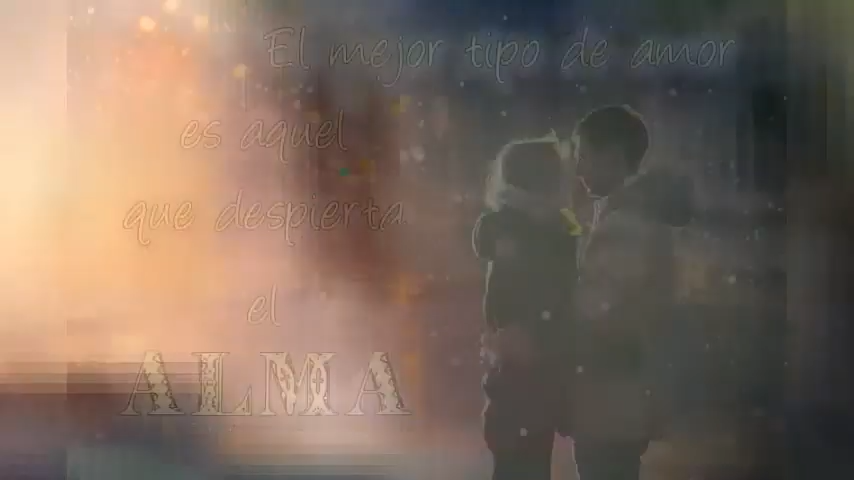 El mejor tipo de amor
es aquel
que despierta
el
ALMA